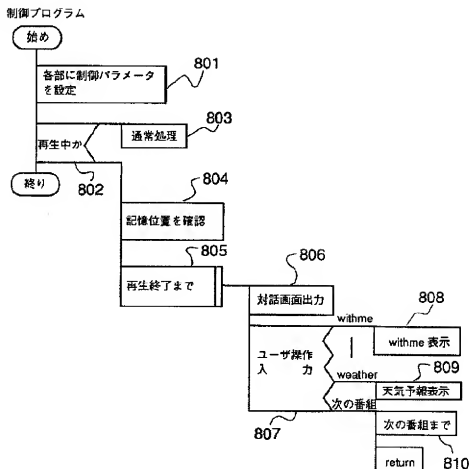 制御プログラム
始め
各部に制御パラメータ
を設定
801
再生中か
802
通常処理
803
終り
804
記憶位置を確認
805
再生終了まで
806
対話画面出力
withme
808
withme 表示
ユーザ操作
入 力
807
weather
809
天気予報表示
次の番組
次の番組まで
810
return